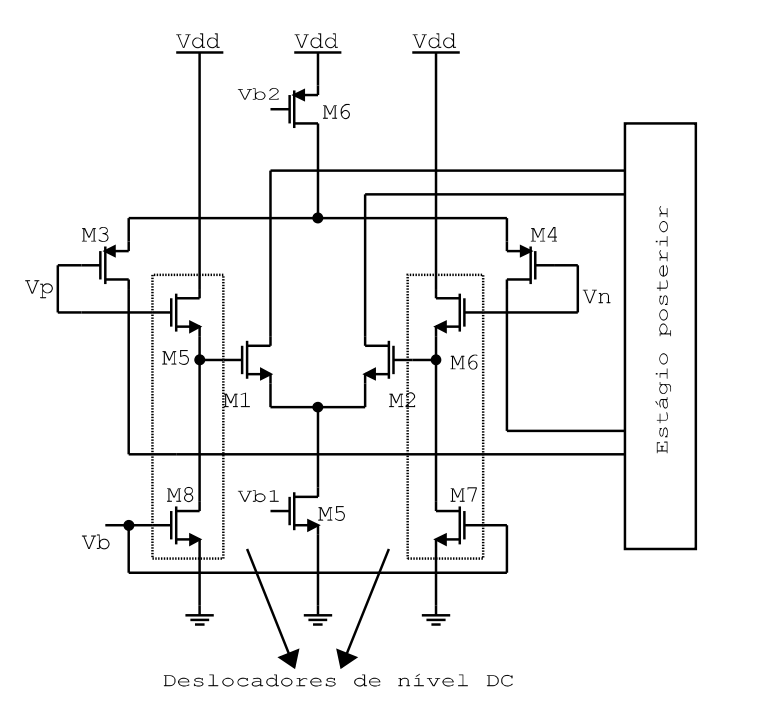 Vdd
Vdd
Vdd
Vb2
M6
M3
M4
Vp
Vn
M5
M6
M1
M2
M8
Vb1
M5
M7
Vb
Estágio posterior
Deslocadores de nível DC